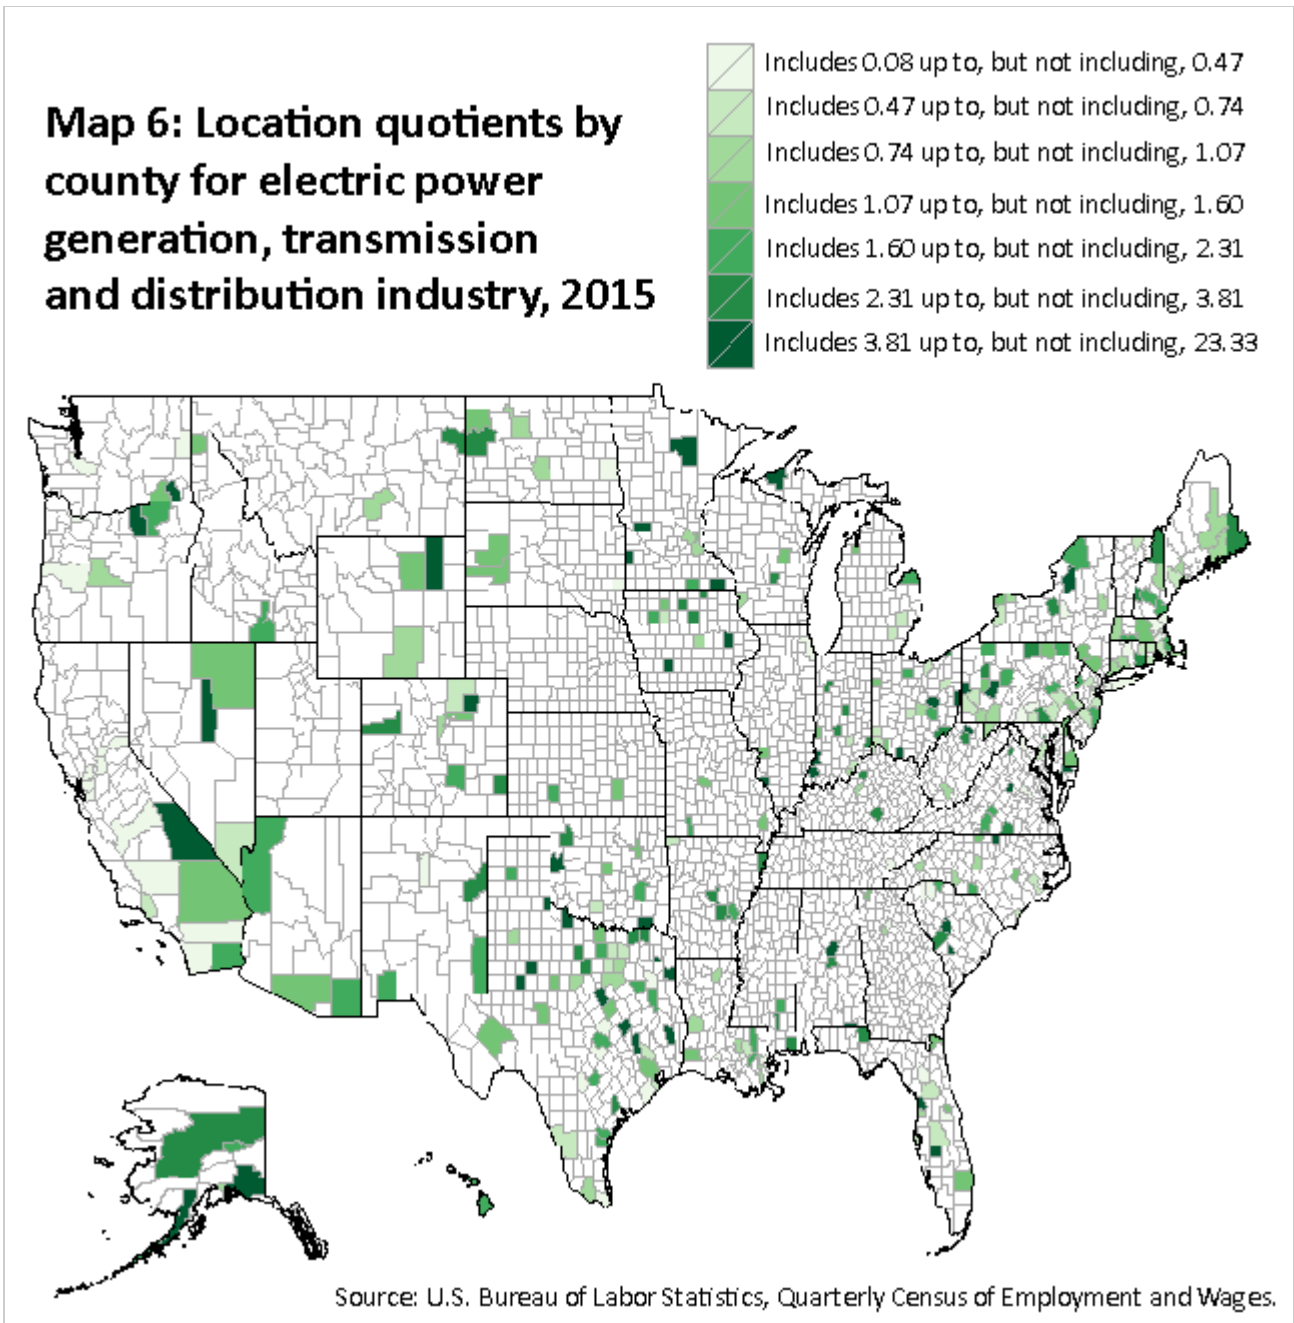 Includes 0.08 up to, but not including, 0.47
Includes 0.47 up to, but not including, 0.74
Includes 0.74 up to, but not including, 1.07
Includes 1.07 up to, but not including, 1.60
Includes 1.60 up to, but not including, 2.31
Includes 2.31 up to, but not including, 3.81
Includes 3.81 up to, but not including, 23.33
Map 6: Location quotients by
county for electric power
generation, transmission
and distribution industry, 2015
Source: U.S. Bureau of Labor Statistics, Quarterly Census of Employment and Wages.